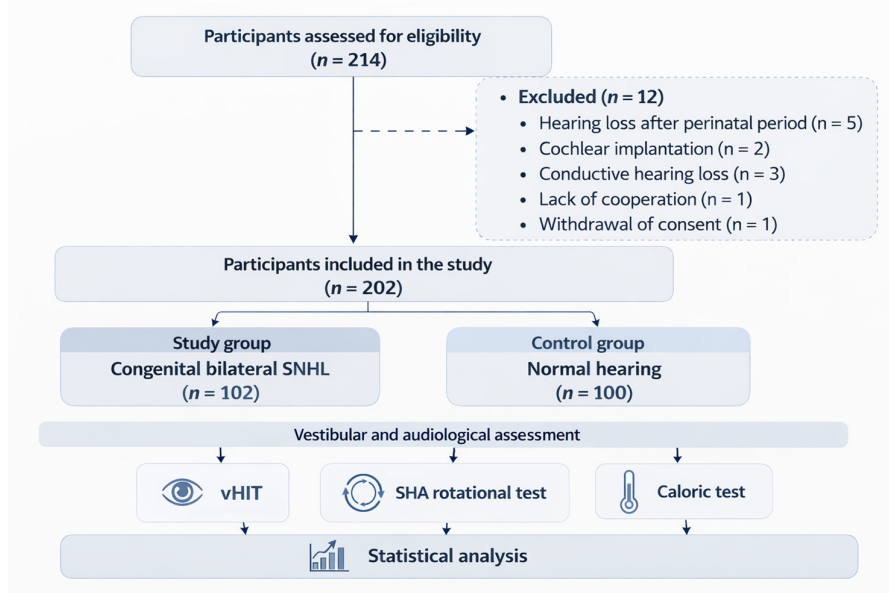 Participants assessed for eligibility
(n = 214)
• Excluded (n = 12)
• Hearing loss after perinatal period (n = 5)
• Cochlear implantation (n = 2)
• Conductive hearing loss (n = 3)
• Lack of cooperation (n = 1)
• Withdrawal of consent (n = 1)
Participants included in the study
(n = 202)
Study group
Congenital bilateral SNHL
(n = 102)
Control group
Normal hearing
(n = 100)
Vestibular and audiological assessment
vHIT
SHA rotational test
Caloric test
Statistical analysis